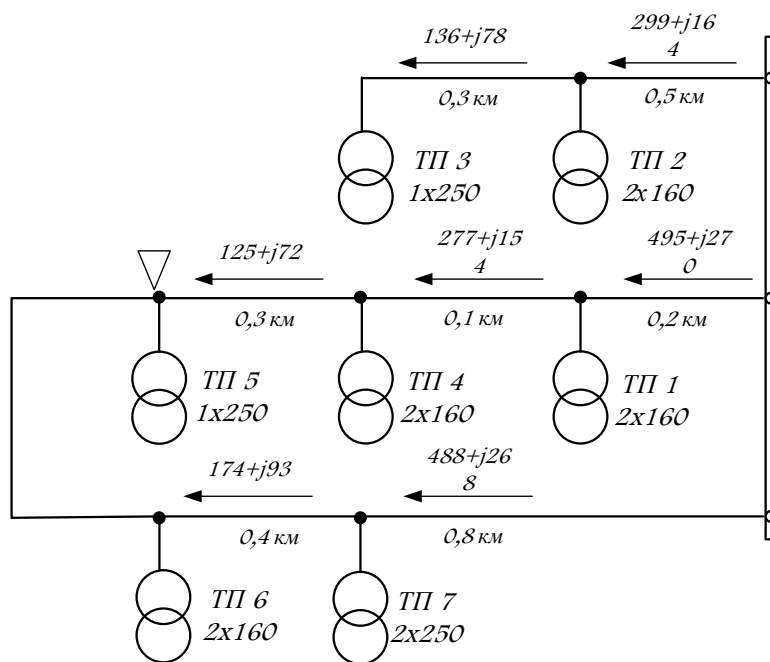 136+j78
299+j16
4
0,3 км
0,5 км
ТП 3
1х250
ТП 2
2х160
125+j72
277+j15
4
495+j27
0
0,3 км
0,1 км
0,2 км
ТП 5
1х250
ТП 4
2х160
ТП 1
2х160
174+j93
488+j26
8
0,4 км
0,8 км
ТП 6
2х160
ТП 7
2х250